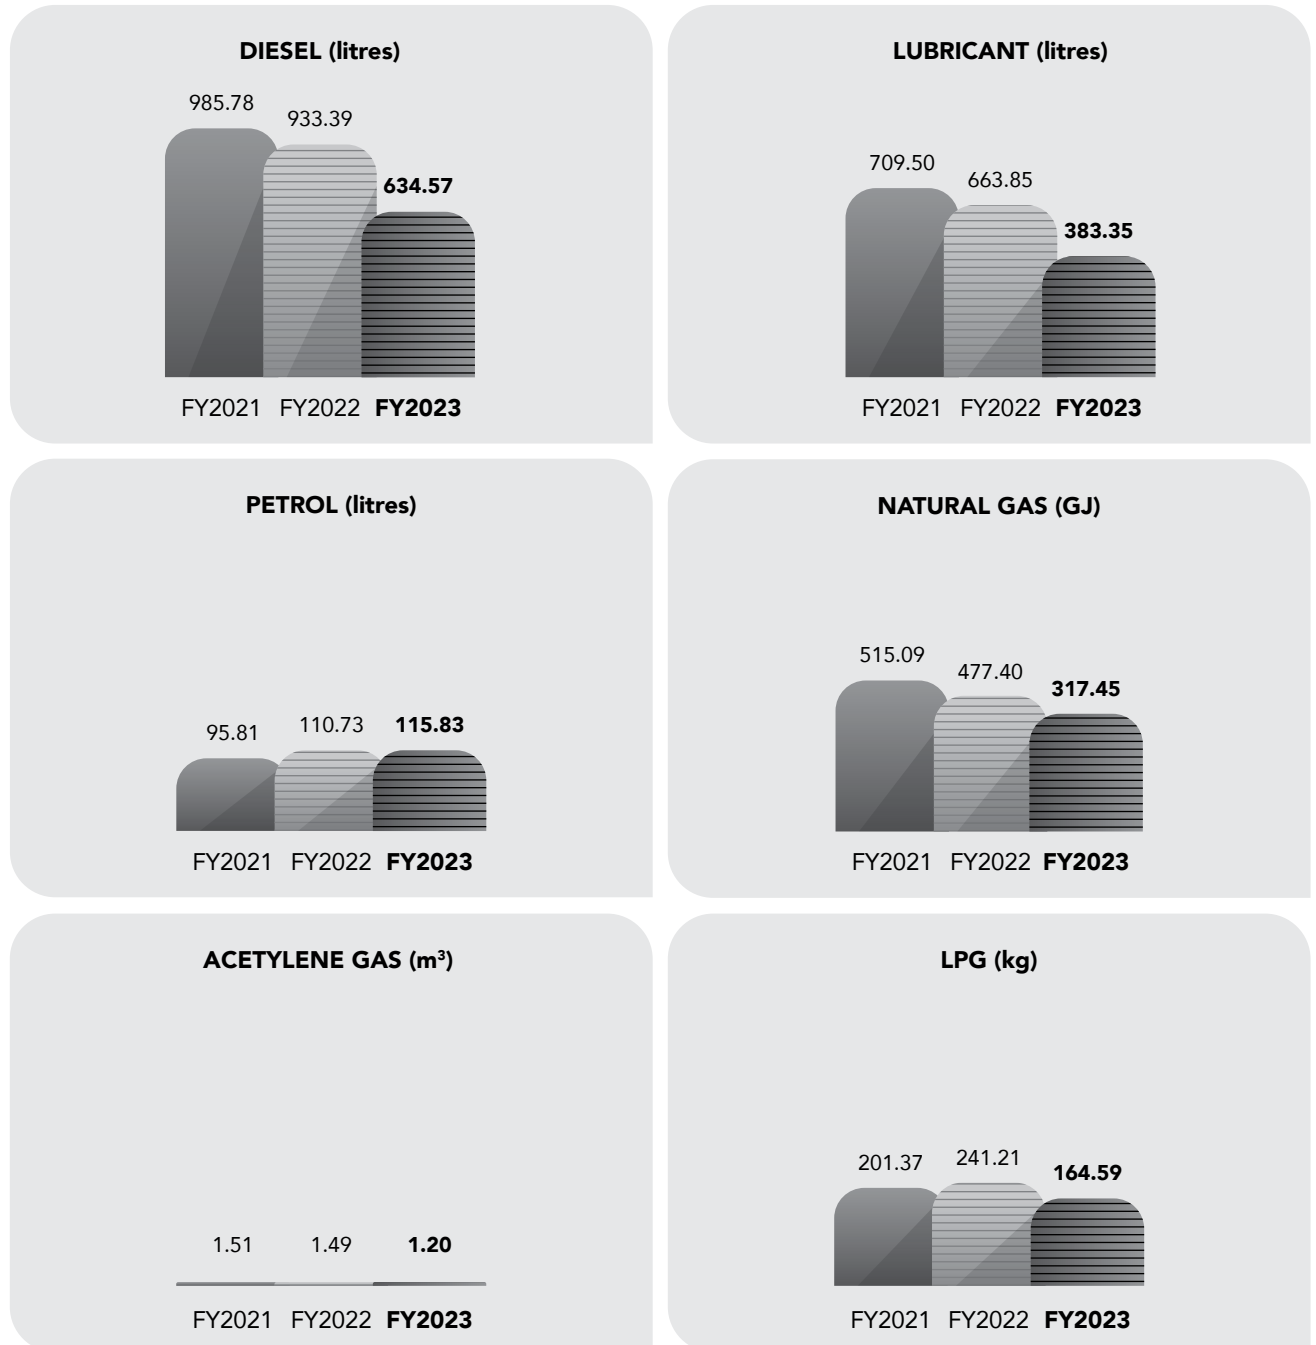 DIESEL (litres)
985.78
933.39
634.57
FY2021 FY2022 FY2023
LUBRICANT (litres)
709.50
663.85
383.35
FY2021 FY2022 FY2023
PETROL (litres)
95.81
110.73
115.83
FY2021 FY2022 FY2023
NATURAL GAS (GJ)
515.09
477.40
317.45
FY2021 FY2022 FY2023
ACETYLENE GAS (m³)
1.51 1.49 1.20
FY2021 FY2022 FY2023
LPG (kg)
201.37
241.21
164.59
FY2021 FY2022 FY2023